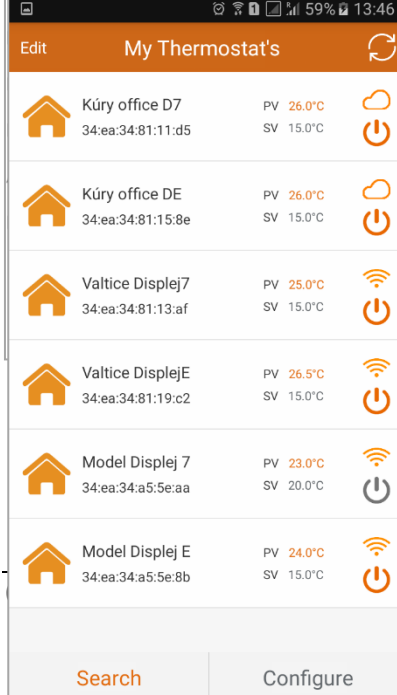 1 59% 13:46
Edit My Thermostat's
Kúry office D7 PV 26.0°C
34:ea:34:81:11:d5 SV 15.0°C
Kúry office DE PV 26.0°C
34:ea:34:81:15:8e SV 15.0°C
Valtice Displej7 PV 25.0°C
34:ea:34:81:13:af SV 15.0°C
Valtice DisplejE PV 26.5°C
34:ea:34:81:19:c2 SV 15.0°C
Model Displej 7 PV 23.0°C
34:ea:34:a5:5e:aa SV 20.0°C
Model Displej E PV 24.0°C
34:ea:34:a5:5e:8b SV 15.0°C
Search Configure